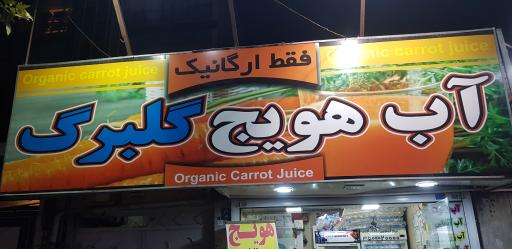 فقط ارگانیک
Organic carrot juice
Organic carrot juice
آب هویج گلبرگ
Organic Carrot Juice
هویج